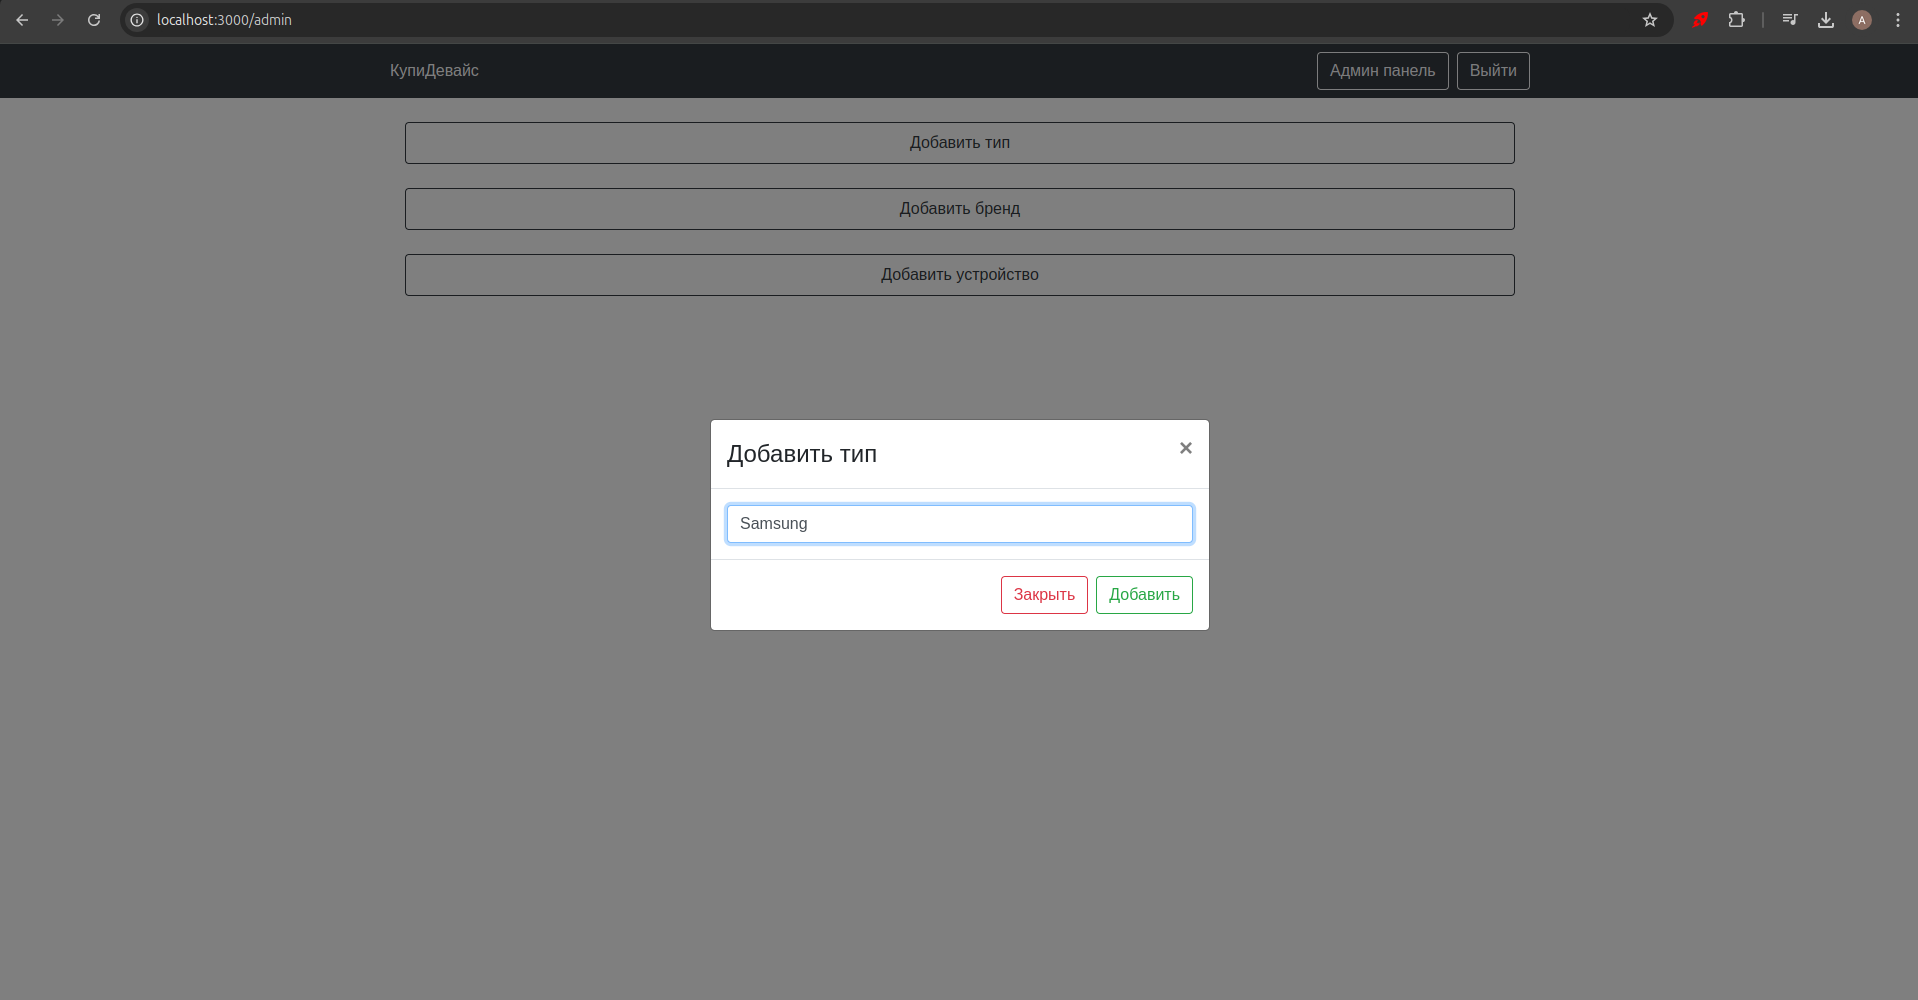 localhost:3000/admin
A
КупиДевайс
Админ панель
Выйти
Добавить тип
Добавить бренд
Добавить устройство
Добавить тип
×
Samsung
Закрыть
Добавить